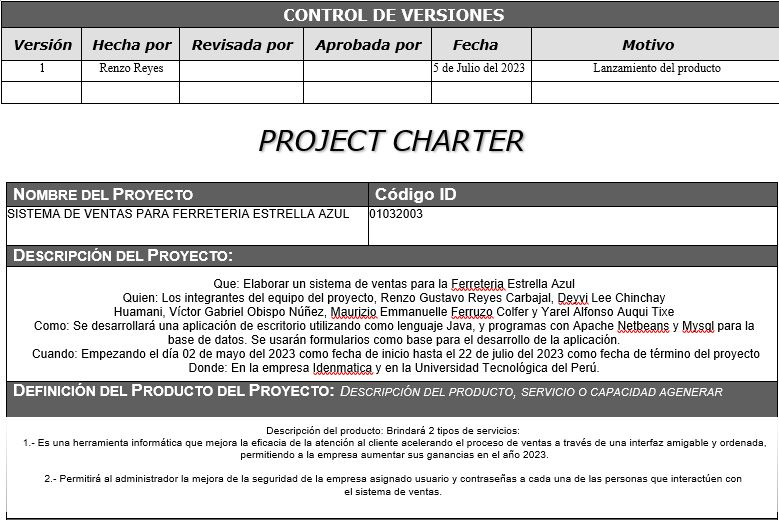 CONTROL DE VERSIONES
Versión Hecha por Revisada por Aprobada por Fecha Motivo
1 Renzo Reyes 5 de Julio del 2023 Lanzamiento del producto
PROJECT CHARTER
NOMBRE DEL PROYECTO Código ID
SISTEMA DE VENTAS PARA FERRETERIA ESTRELLA AZUL 01032003
DESCRIPCIÓN DEL PROYECTO:
Que: Elaborar un sistema de ventas para la Ferreteria Estrella Azul
Quien: Los integrantes del equipo del proyecto, Renzo Gustavo Reyes Carbajal, Deyvi Lee Chinchay
Huamani, Víctor Gabriel Obispo Núñez, Maurizio Emmanuelle Ferruzo Colfer y Yarel Alfonso Auqui Tixe
Como: Se desarrollará una aplicación de escritorio utilizando como lenguaje Java, y programas con Apache Netbeans y Mysql para la
base de datos. Se usarán formularios como base para el desarrollo de la aplicación.
Cuando: Empezando el día 02 de mayo del 2023 como fecha de inicio hasta el 22 de julio del 2023 como fecha de término del proyecto
Donde: En la empresa Idenmatica y en la Universidad Tecnológica del Perú.
DEFINICIÓN DEL PRODUCTO DEL PROYECTO: DESCRIPCIÓN DEL PRODUCTO, SERVICIO O CAPACIDAD AGENERAR
Descripción del producto: Brindará 2 tipos de servicios:
1.- Es una herramienta informática que mejora la eficacia de la atención al cliente acelerando el proceso de ventas a través de una interfaz amigable y ordenada,
permitiendo a la empresa aumentar sus ganancias en el año 2023.
2.- Permitirá al administrador la mejora de la seguridad de la empresa asignado usuario y contraseñas a cada una de las personas que interactúen con
el sistema de ventas.